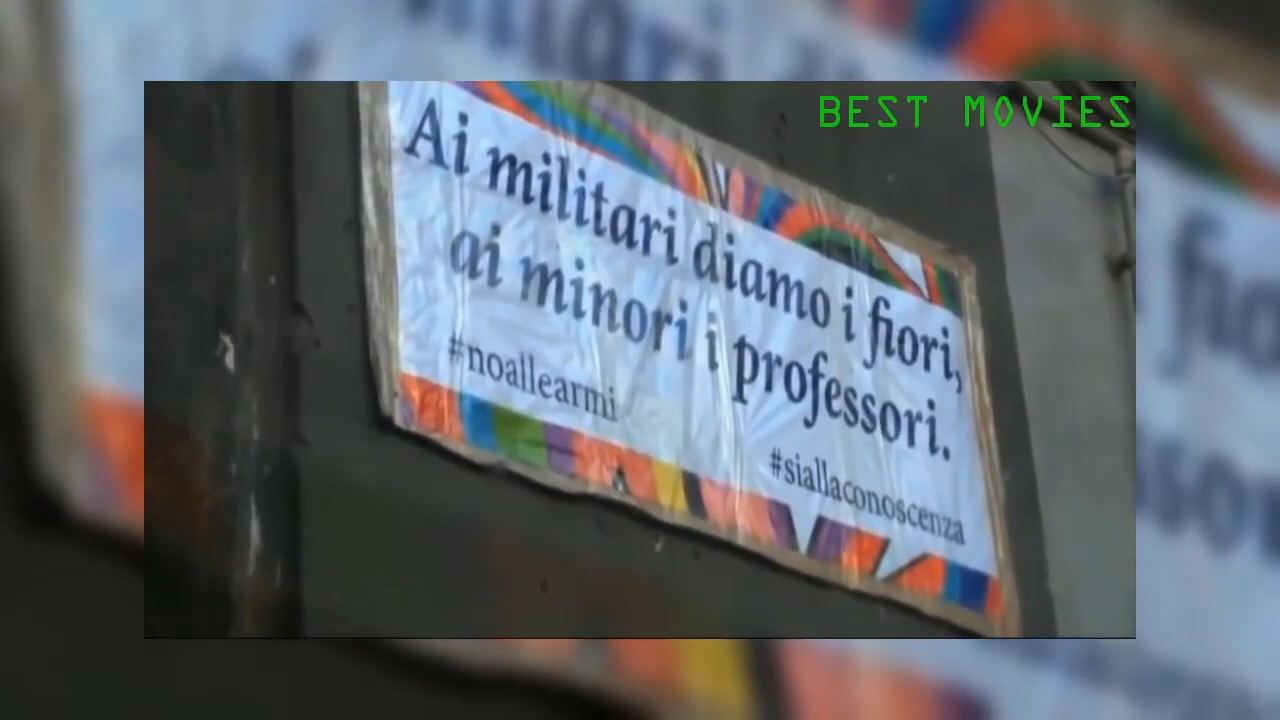 BEST MOVIES
Ai militari diamo i fiori,
ai minori i professori.
#noallearmi
#siallaconoscenza